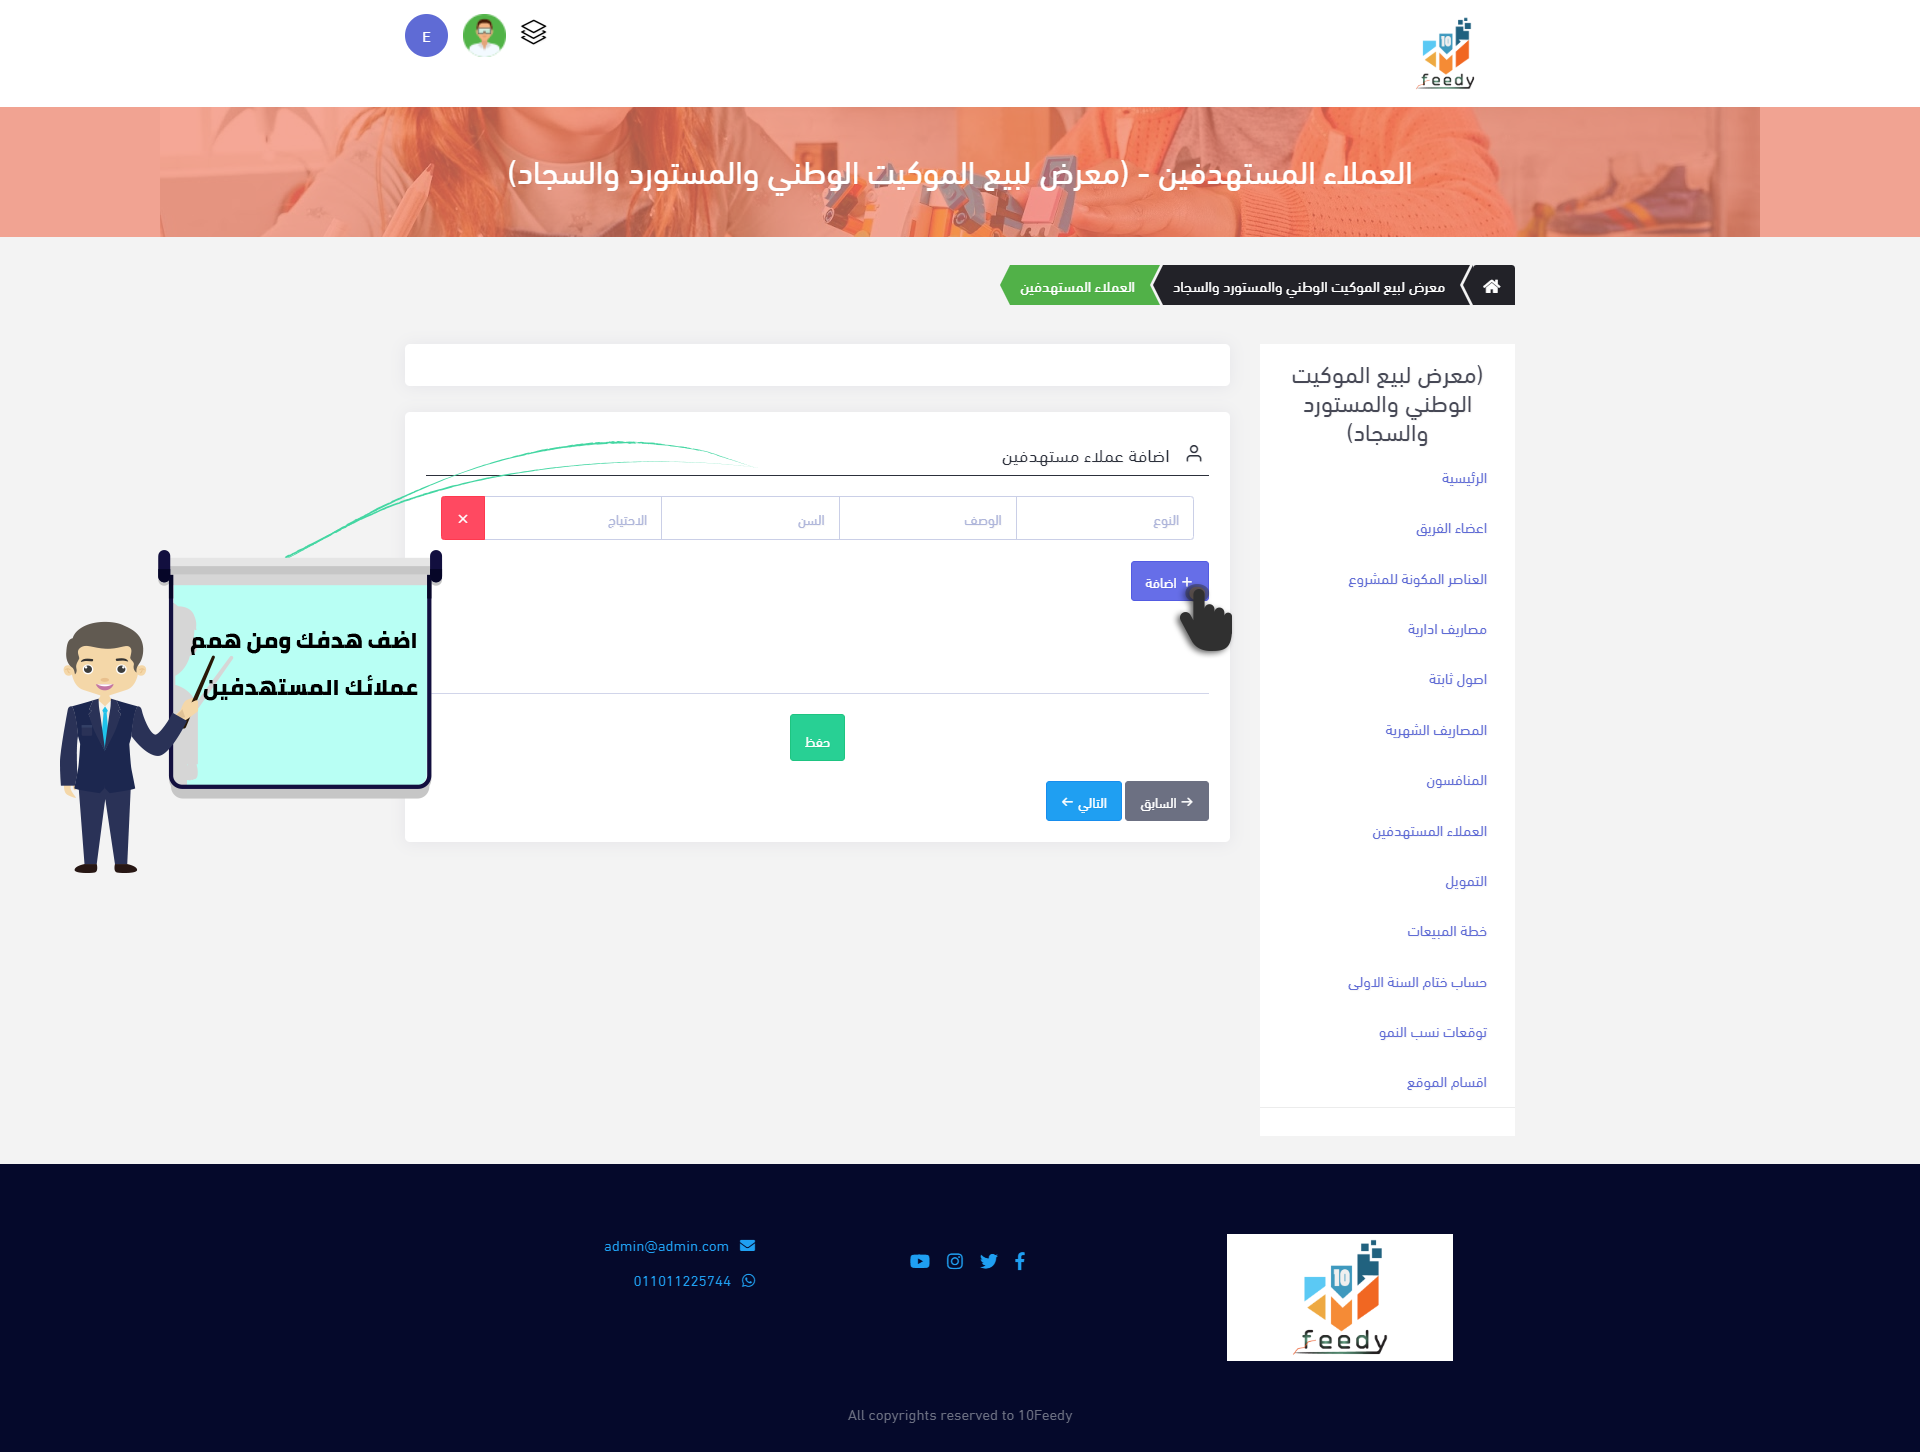 E
10
feedy
العملاء المستهدفين - (معرض لبيع الموكيت الوطني والمستورد والسجاد)
معرض لبيع الموكيت الوطني والمستورد والسجاد
العملاء المستهدفين
(معرض لبيع الموكيت
الوطني والمستورد
والسجاد)
الرئيسية
اعضاء الفريق
العناصر المكونة للمشروع
مصاريف ادارية
اصول ثابتة
المصاريف الشهرية
المنافسون
العملاء المستهدفين
التمويل
خطة المبيعات
حساب ختام السنة الاولى
توقعات نسب النمو
اقسام الموقع
اضافة عملاء مستهدفين
النوع
الوصف
السن
الاحتياج
+ اضافة
اضف هدفك ومن همم
عملائك المستهدفين
حفظ
السابق
التالي
admin@admin.com
011011225744
10
feedy
All copyrights reserved to 10Feedy